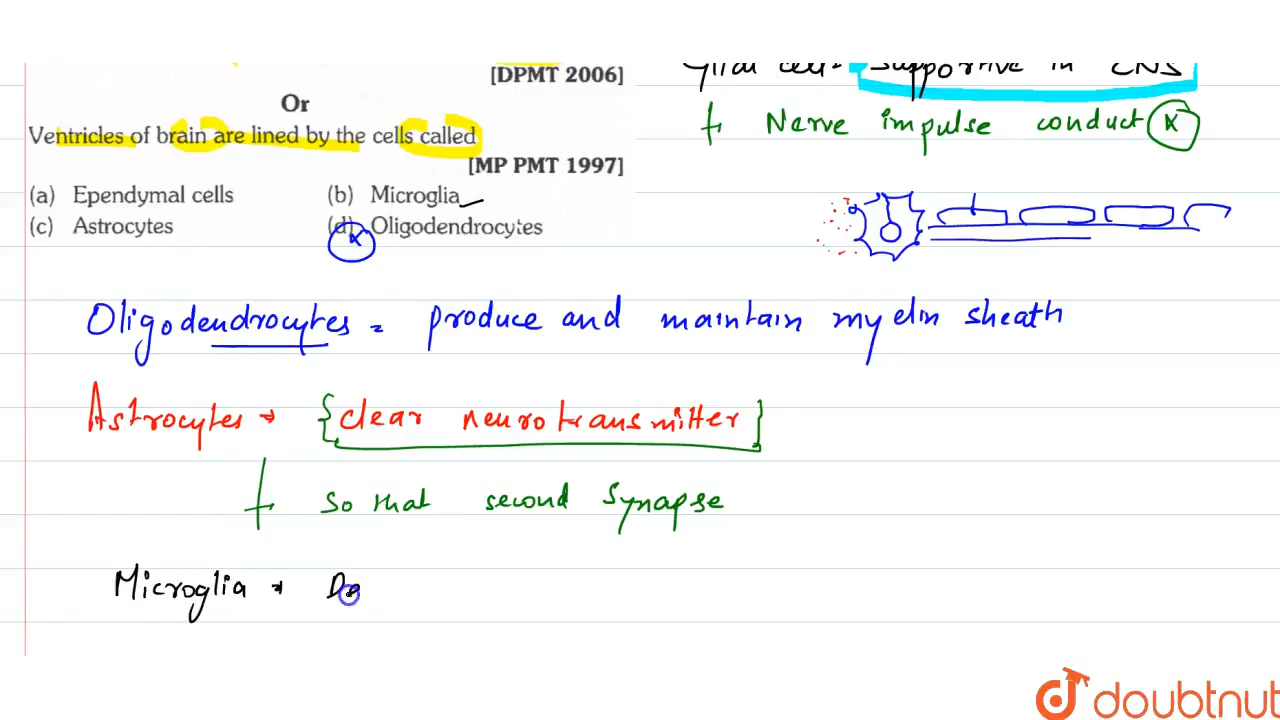 [DPMT 2006]
Or
Ventricles of brain are lined by the cells called
[MP PMT 1997]
(a) Ependymal cells (b) Microglia
(c) Astrocytes (d) Oligodendrocytes
Glial cell supportive in CNS
Nerve impulse conduct x
Oligodendrocytes = produce and maintain myelin sheath
Astrocytes → {clear neurotransmitter}
so that second synapse
Microglia →
doubtnut